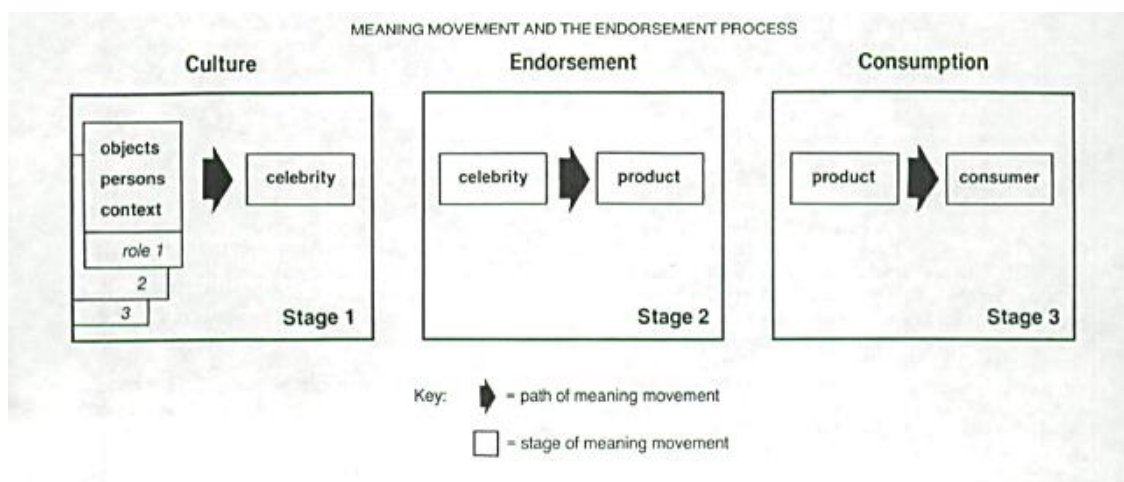 MEANING MOVEMENT AND THE ENDORSEMENT PROCESS
Culture
Endorsement
Consumption
objects
persons
context
role 1
2
3
celebrity
Stage 1
celebrity
product
Stage 2
product
consumer
Stage 3
Key:
= path of meaning movement
= stage of meaning movement